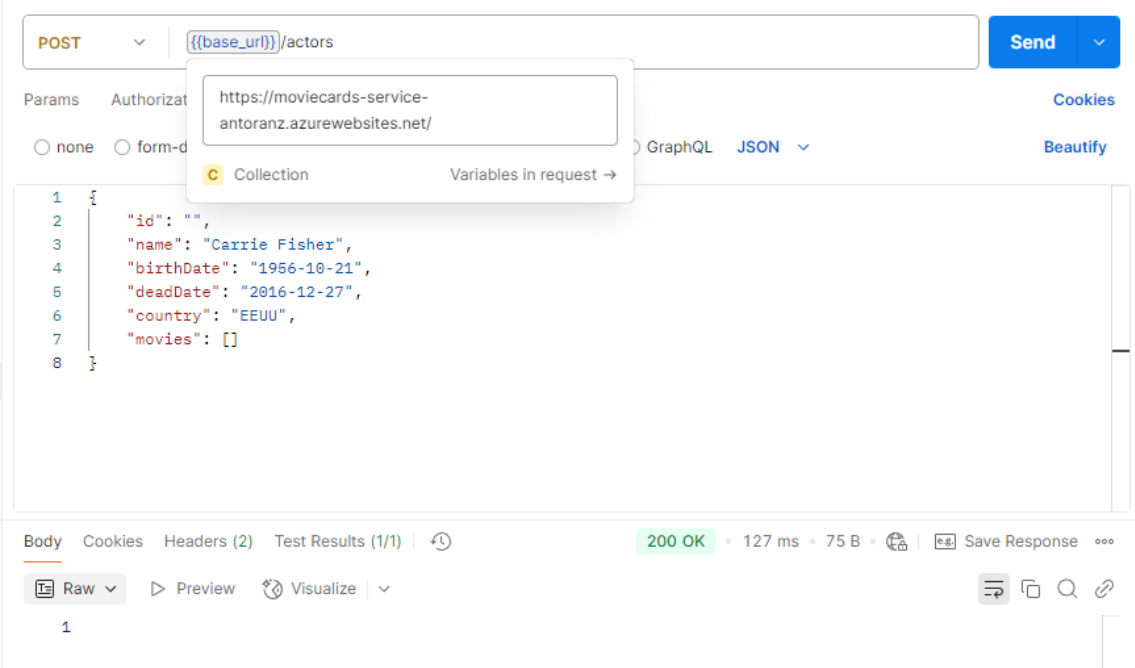 POST {{base_url}}/actors Send
https://moviecards-service-
antoranz.azurewebsites.net/
C Collection Variables in request →
Params Authorizat Cookies
none form-d GraphQL JSON Beautify
1 {
2 "id": "",
3 "name": "Carrie Fisher",
4 "birthDate": "1956-10-21",
5 "deadDate": "2016-12-27",
6 "country": "EEUU",
7 "movies": []
8 }
Body Cookies Headers (2) Test Results (1/1) 200 OK • 127 ms • 75 B • e.g. Save Response
Raw Preview Visualize
1